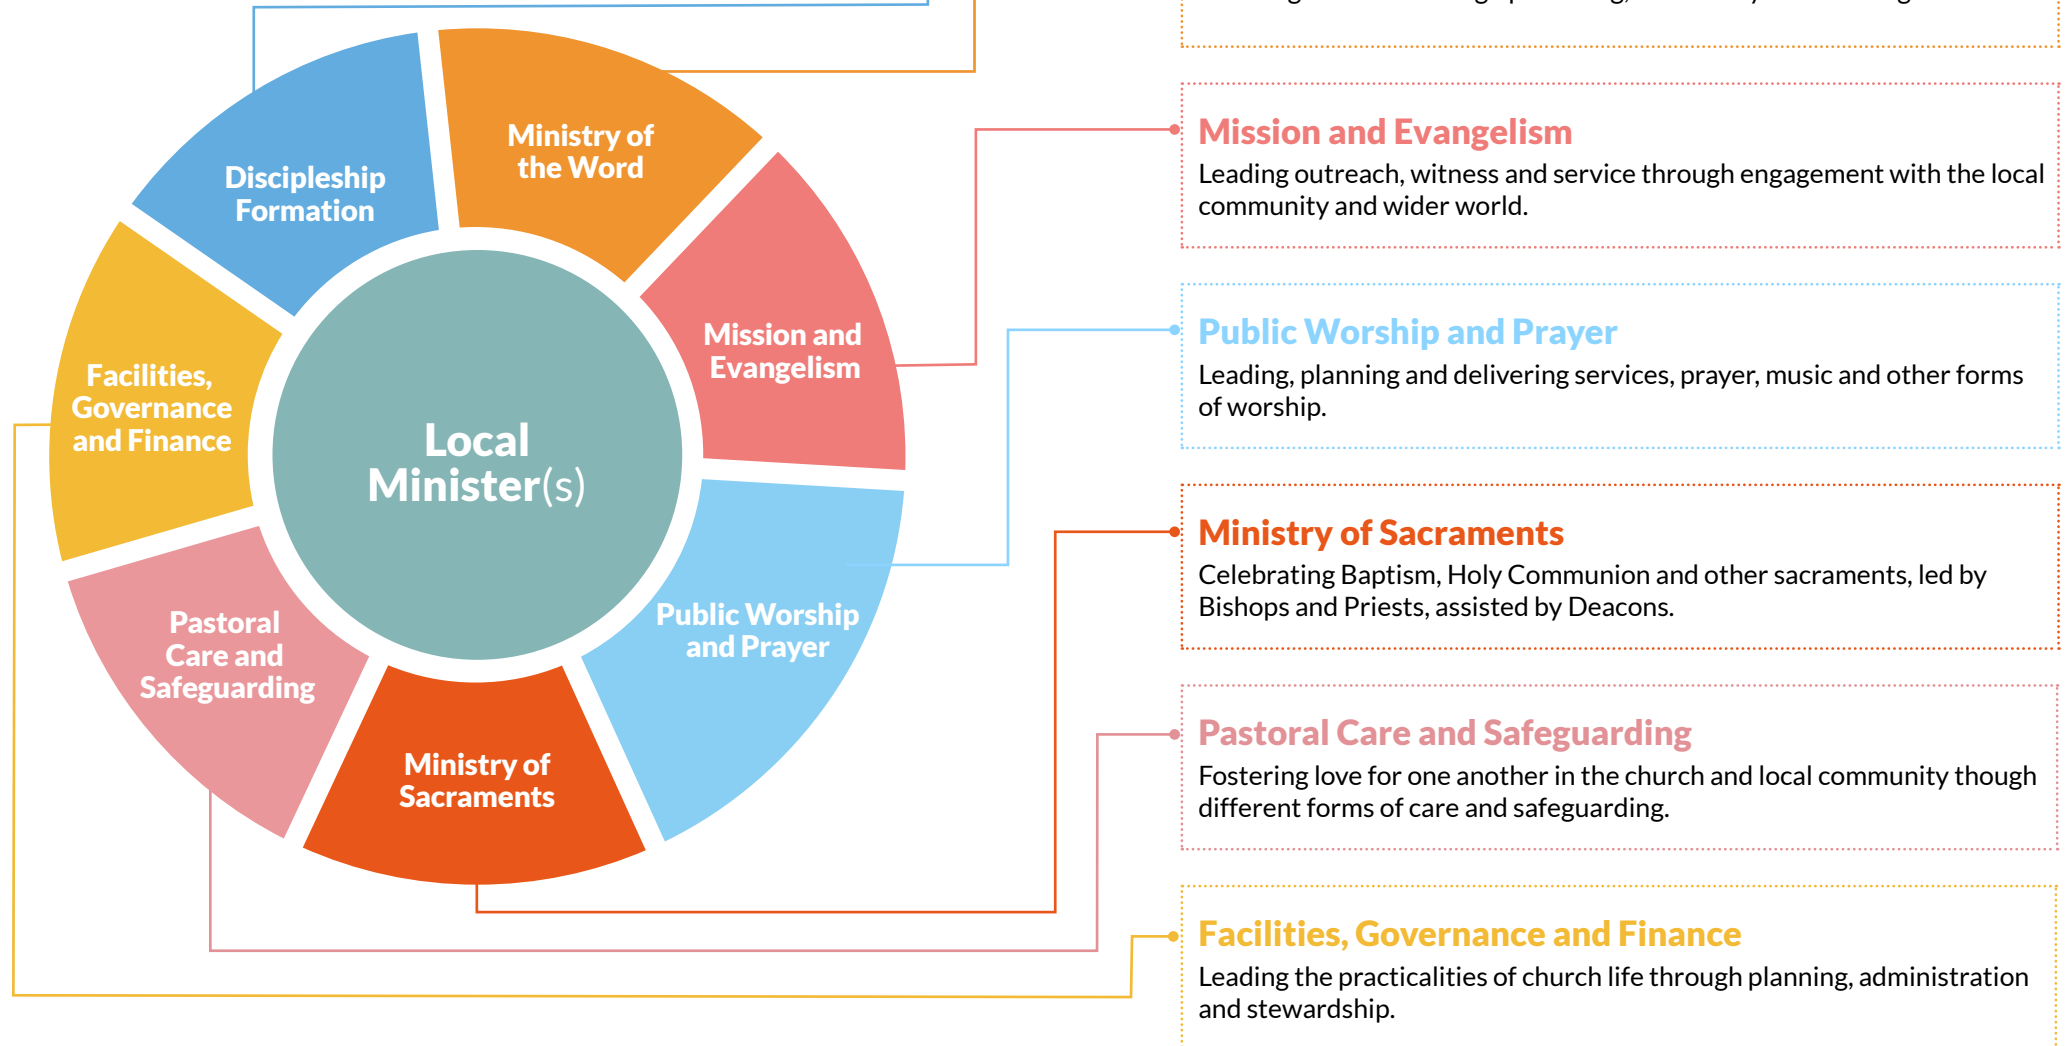 Ministry of
the Word
Discipleship
Formation
Mission and
Evangelism
Facilities,
Governance
and Finance
Local
Minister(s)
Public Worship
and Prayer
Pastoral
Care and
Safeguarding
Ministry of
Sacraments
Mission and Evangelism
Leading outreach, witness and service through engagement with the local
community and wider world.
Public Worship and Prayer
Leading, planning and delivering services, prayer, music and other forms
of worship.
Ministry of Sacraments
Celebrating Baptism, Holy Communion and other sacraments, led by
Bishops and Priests, assisted by Deacons.
Pastoral Care and Safeguarding
Fostering love for one another in the church and local community though
different forms of care and safeguarding.
Facilities, Governance and Finance
Leading the practicalities of church life through planning, administration
and stewardship.